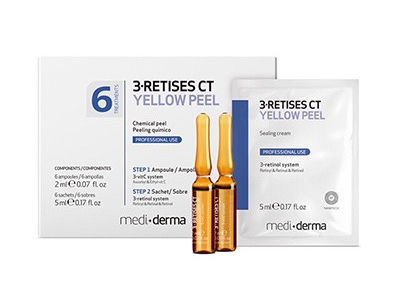 6
TREATMENTS
3·RETISES CT
YELLOW PEEL
Chemical peel
Peeling químico
PROFESSIONAL USE
COMPONENTS/COMPONENTES
6 ampoules / 6 ampollas
2 ml ℮ 0.07 fl. oz
6 sachets / 6 sobres
5 ml ℮ 0.17 fl. oz
STEP 1 Ampoule / Ampol
3-vitC system
STEP 2 Sachet / Sobre
3-retinol system
Retinyl & Retinal & Retinol
medi·derma
3·RETISES CT
3·RETISES CT
YELLOW PEEL
Sealing cream
PROFESSIONAL USE
3-retinol system
Retinyl & Retinal & Retinol
5 ml ℮ 0.17 fl. oz
medi·derma